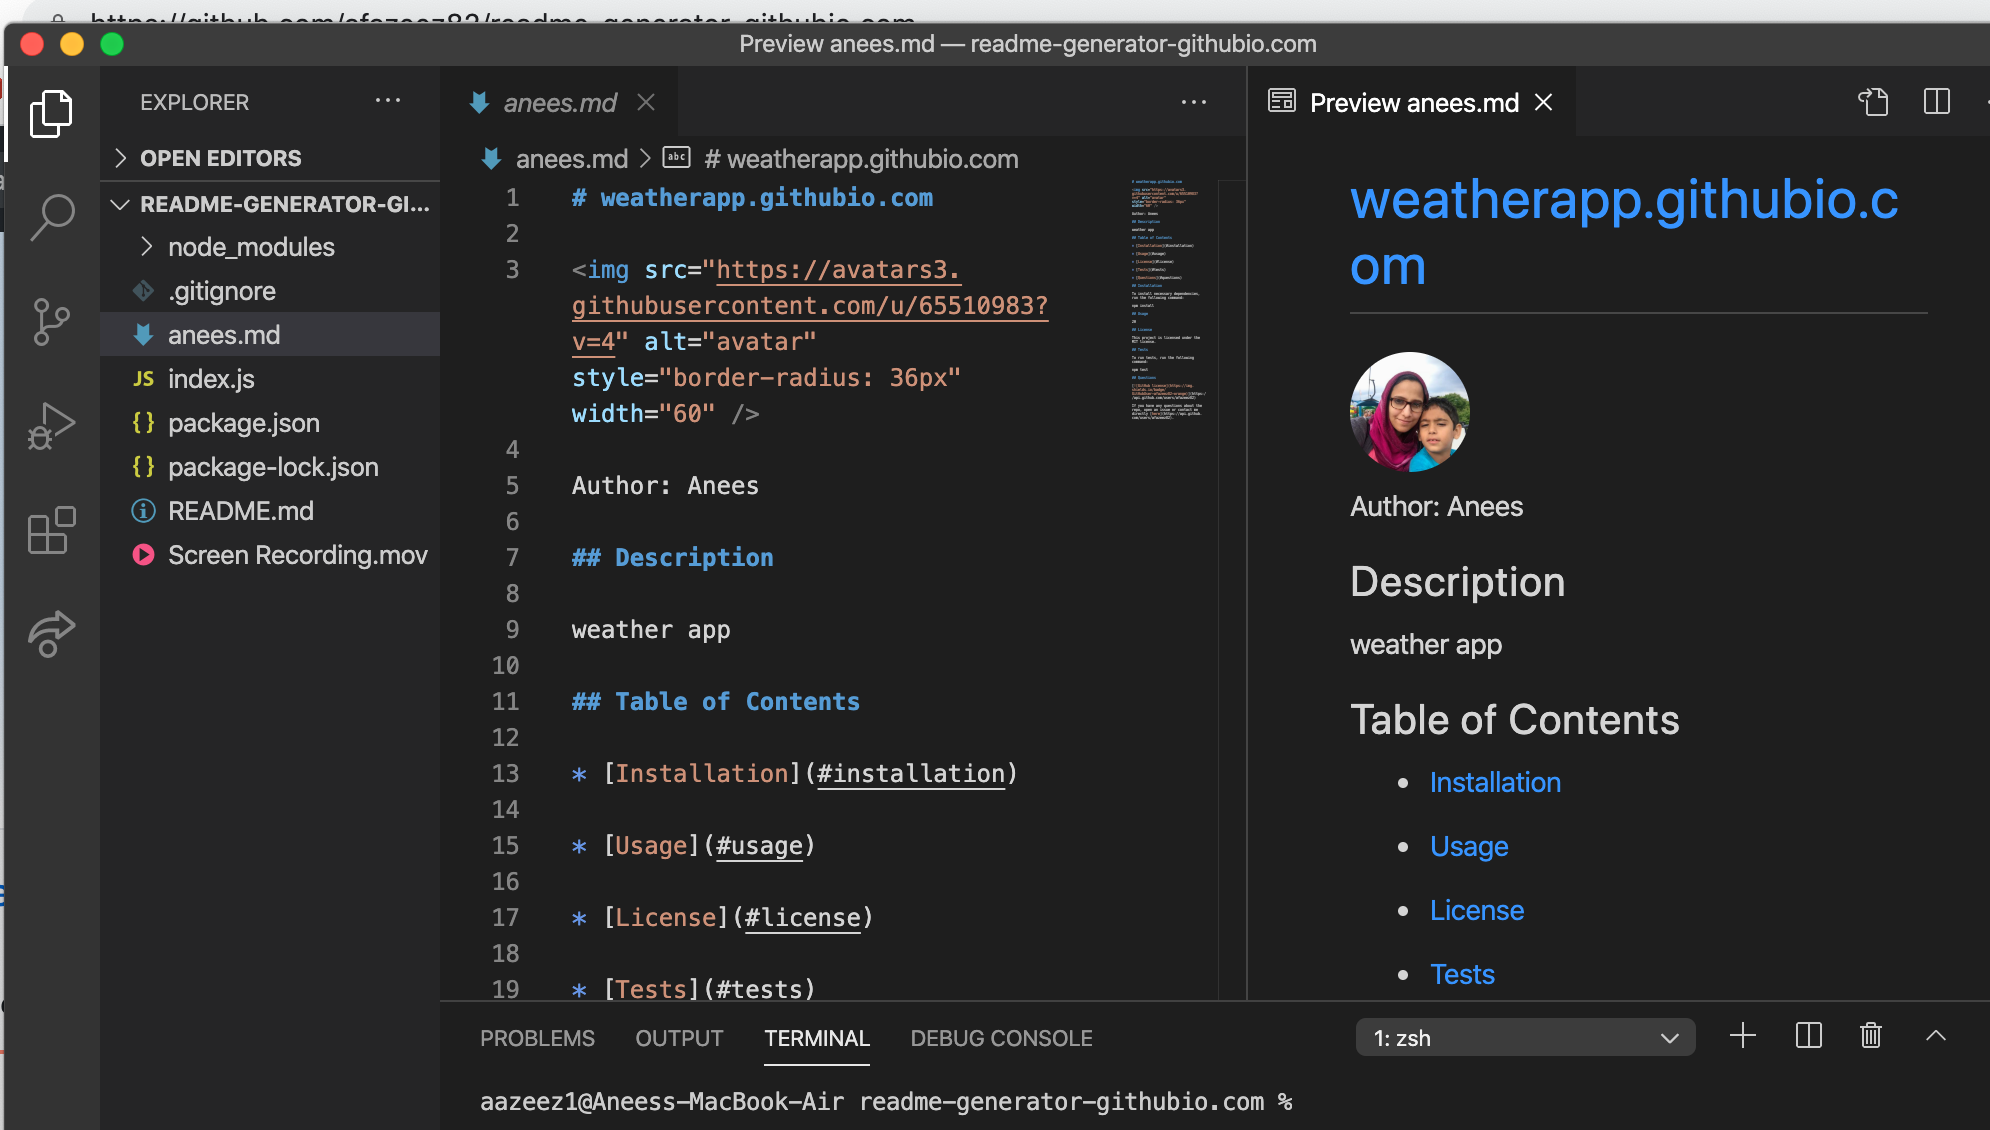 Preview anees.md — readme-generator-githubio.com
EXPLORER
OPEN EDITORS
README-GENERATOR-GI...
node_modules
.gitignore
anees.md
JS index.js
{} package.json
{} package-lock.json
README.md
Screen Recording.mov
anees.md
anees.md > abc # weatherapp.githubio.com
1 # weatherapp.githubio.com
2
3 <img src="https://avatars3.
githubusercontent.com/u/65510983?
v=4" alt="avatar"
style="border-radius: 36px"
width="60" />
4
5 Author: Anees
6
7 ## Description
8
9 weather app
10
11 ## Table of Contents
12
13 * [Installation](#installation)
14
15 * [Usage](#usage)
16
17 * [License](#license)
18
19 * [Tests](#tests)
Preview anees.md
weatherapp.githubio.c
om
Author: Anees
Description
weather app
Table of Contents
• Installation
• Usage
• License
• Tests
PROBLEMS OUTPUT TERMINAL DEBUG CONSOLE
1: zsh
aazeez1@Aneess-MacBook-Air readme-generator-githubio.com %